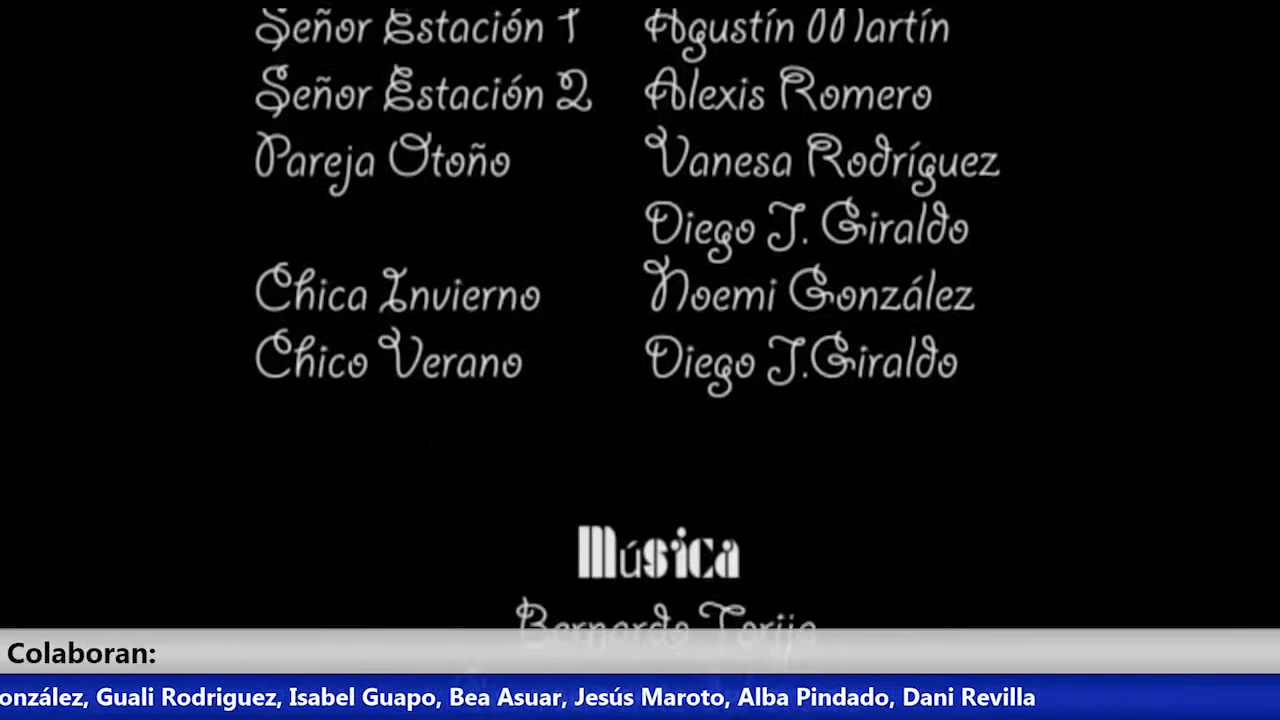 Señor Estación 1 Agustín Martín
Señor Estación 2 Alexis Romero
Pareja Otoño Vanesa Rodríguez
Diego J. Giraldo
Chica Invierno Noemi González
Chico Verano Diego J.Giraldo
Música
Bernardo Torijo
Colaboran:
onzález, Guali Rodriguez, Isabel Guapo, Bea Asuar, Jesús Maroto, Alba Pindado, Dani Revilla